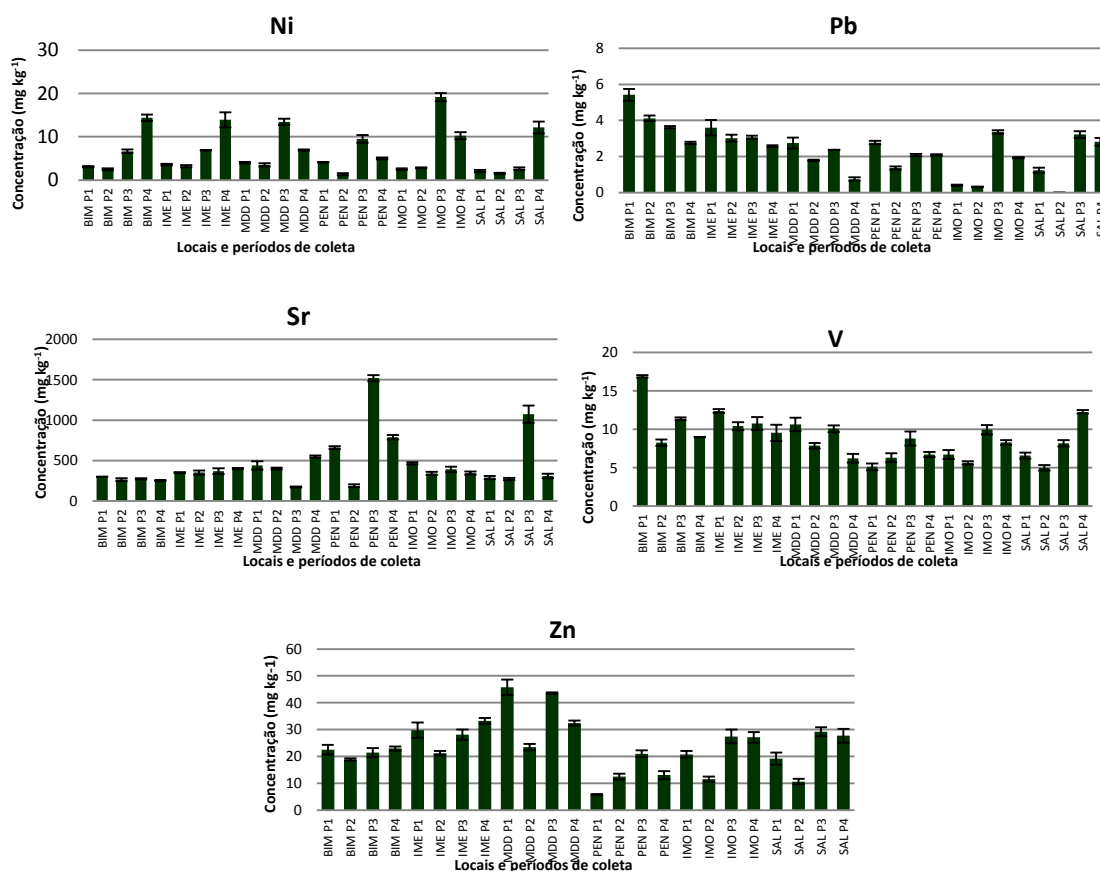 Ni
Concentração (mg kg-1)
30
20
10
0
BIM P1
BIM P2
BIM P3
BIM P4
IME P1
IME P2
IME P3
IME P4
MDD P1
MDD P2
MDD P3
MDD P4
PEN P1
PEN P2
PEN P3
PEN P4
IMO P1
IMO P2
IMO P3
IMO P4
SAL P1
SAL P2
SAL P3
SAL P4
Locais e períodos de coleta
Pb
Concentração (mg kg-1)
8
6
4
2
0
BIM P1
BIM P2
BIM P3
BIM P4
IME P1
IME P2
IME P3
IME P4
MDD P1
MDD P2
MDD P3
MDD P4
PEN P1
PEN P2
PEN P3
PEN P4
IMO P1
IMO P2
IMO P3
IMO P4
SAL P1
SAL P2
SAL P3
SAL P4
Locais e períodos de coleta
Sr
Concentração (mg kg-1)
2000
1500
1000
500
0
BIM P1
BIM P2
BIM P3
BIM P4
IME P1
IME P2
IME P3
IME P4
MDD P1
MDD P2
MDD P3
MDD P4
PEN P1
PEN P2
PEN P3
PEN P4
IMO P1
IMO P2
IMO P3
IMO P4
SAL P1
SAL P2
SAL P3
SAL P4
Locais e períodos de coleta
V
Concentração (mg kg-1)
20
15
10
5
0
BIM P1
BIM P2
BIM P3
BIM P4
IME P1
IME P2
IME P3
IME P4
MDD P1
MDD P2
MDD P3
MDD P4
PEN P1
PEN P2
PEN P3
PEN P4
IMO P1
IMO P2
IMO P3
IMO P4
SAL P1
SAL P2
SAL P3
SAL P4
Locais e períodos de coleta
Zn
Concentração (mg kg-1)
60
50
40
30
20
10
0
BIM P1
BIM P2
BIM P3
BIM P4
IME P1
IME P2
IME P3
IME P4
MDD P1
MDD P2
MDD P3
MDD P4
PEN P1
PEN P2
PEN P3
PEN P4
IMO P1
IMO P2
IMO P3
IMO P4
SAL P1
SAL P2
SAL P3
SAL P4
Locais e períodos de coleta